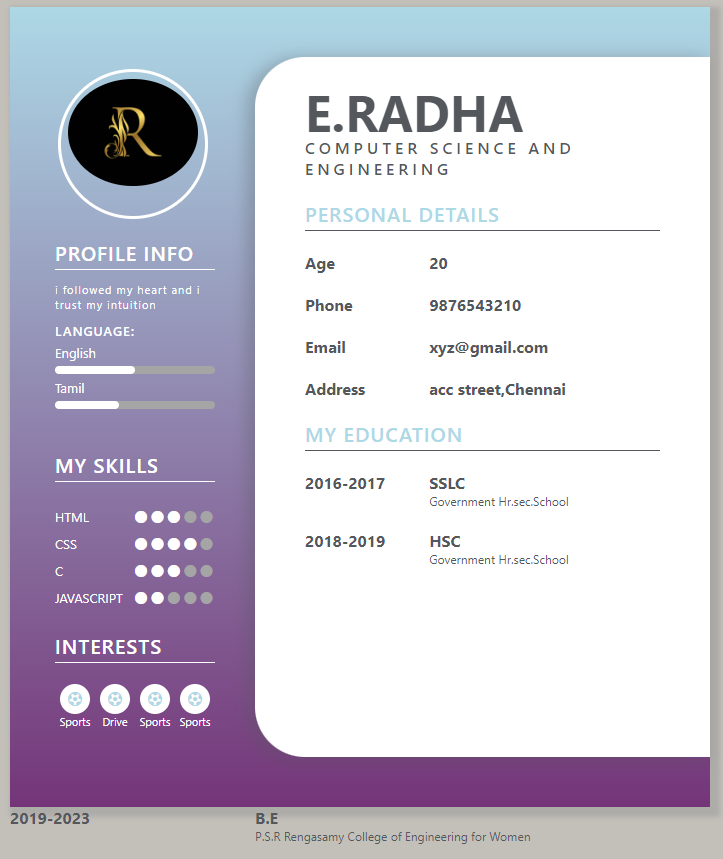 R
PROFILE INFO
i followed my heart and i
trust my intuition
LANGUAGE:
English
Tamil
MY SKILLS
HTML
CSS
C
JAVASCRIPT
INTERESTS
Sports Drive Sports Sports
E.RADHA
COMPUTER SCIENCE AND
ENGINEERING
PERSONAL DETAILS
Age 20
Phone 9876543210
Email xyz@gmail.com
Address acc street,Chennai
MY EDUCATION
2016-2017 SSLC
Government Hr.sec.School
2018-2019 HSC
Government Hr.sec.School
2019-2023 B.E
P.S.R Rengasamy College of Engineering for Women